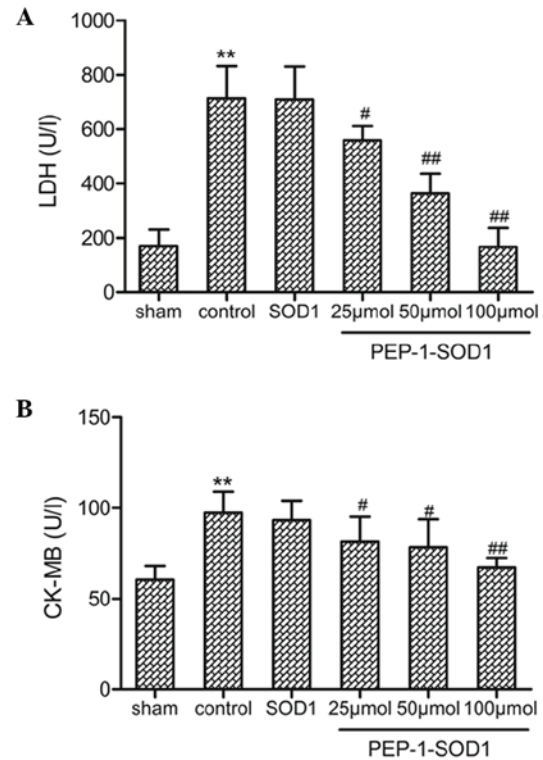 A
LDH (U/l)
1000
800
600
400
200
0
**
#
##
##
sham control SOD1 25μmol 50μmol 100μmol
PEP-1-SOD1
B
CK-MB (U/l)
150
100
50
0
**
#
#
##
sham control SOD1 25μmol 50μmol 100μmol
PEP-1-SOD1